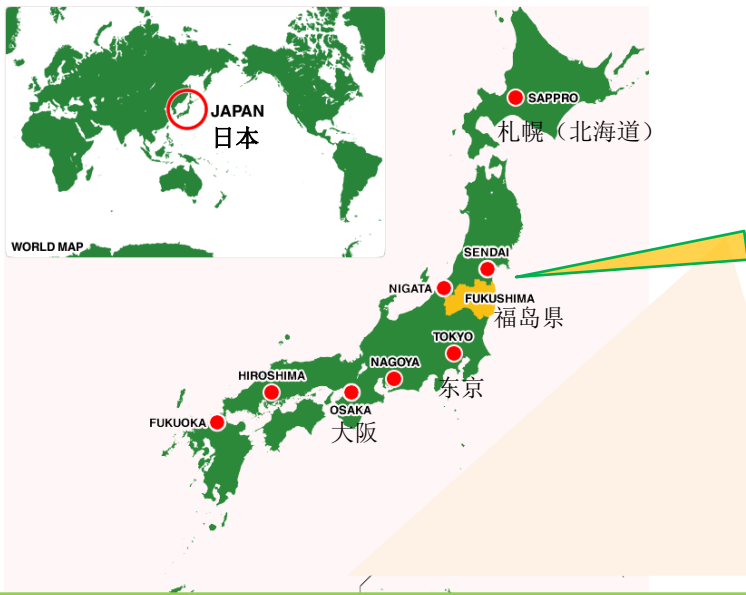 SAPPRO
札幌（北海道）
JAPAN
日本
WORLD MAP
SENDAI
NIGATA
FUKUSHIMA
福岛県
TOKYO
东京
NAGOYA
HIROSHIMA
OSAKA
大阪
FUKUOKA